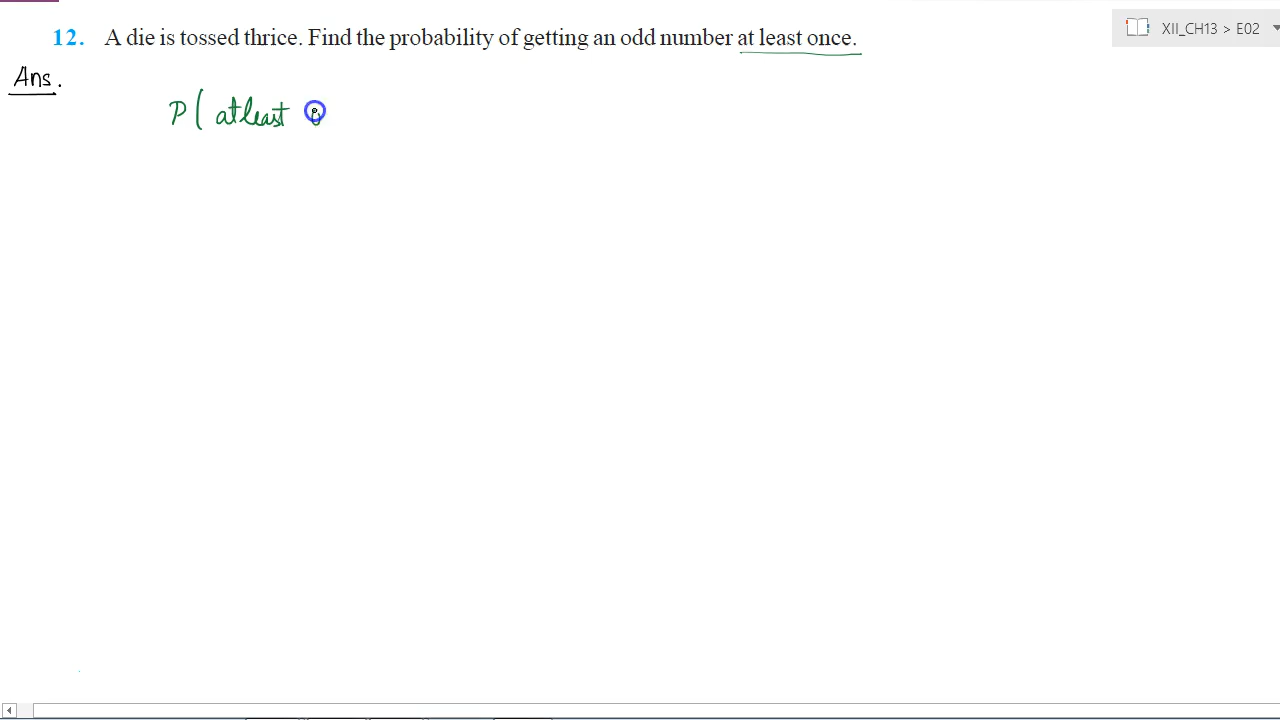 XII_CH13 > E02
12. A die is tossed thrice. Find the probability of getting an odd number at least once.
Ans.
P( atleast